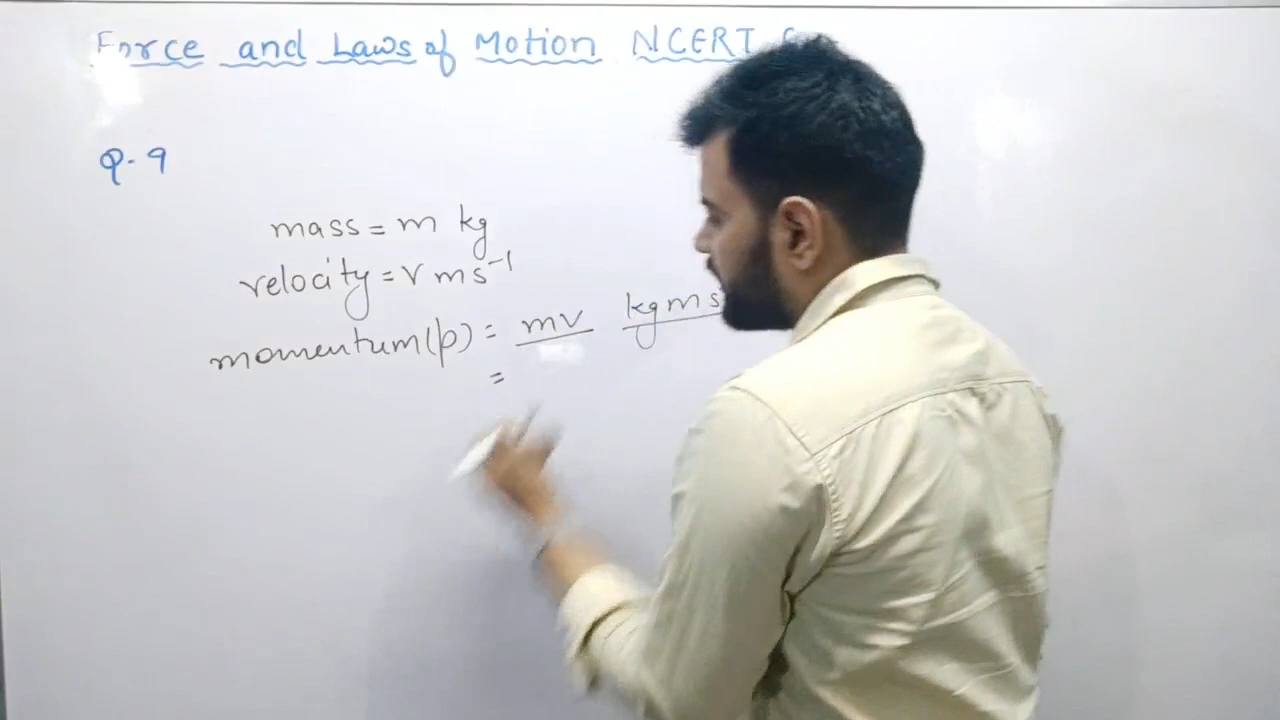 Force and Laws of Motion NCERT
Q. 9
mass = m kg
velocity = v ms⁻¹
momentum (p) = mv kgms
=